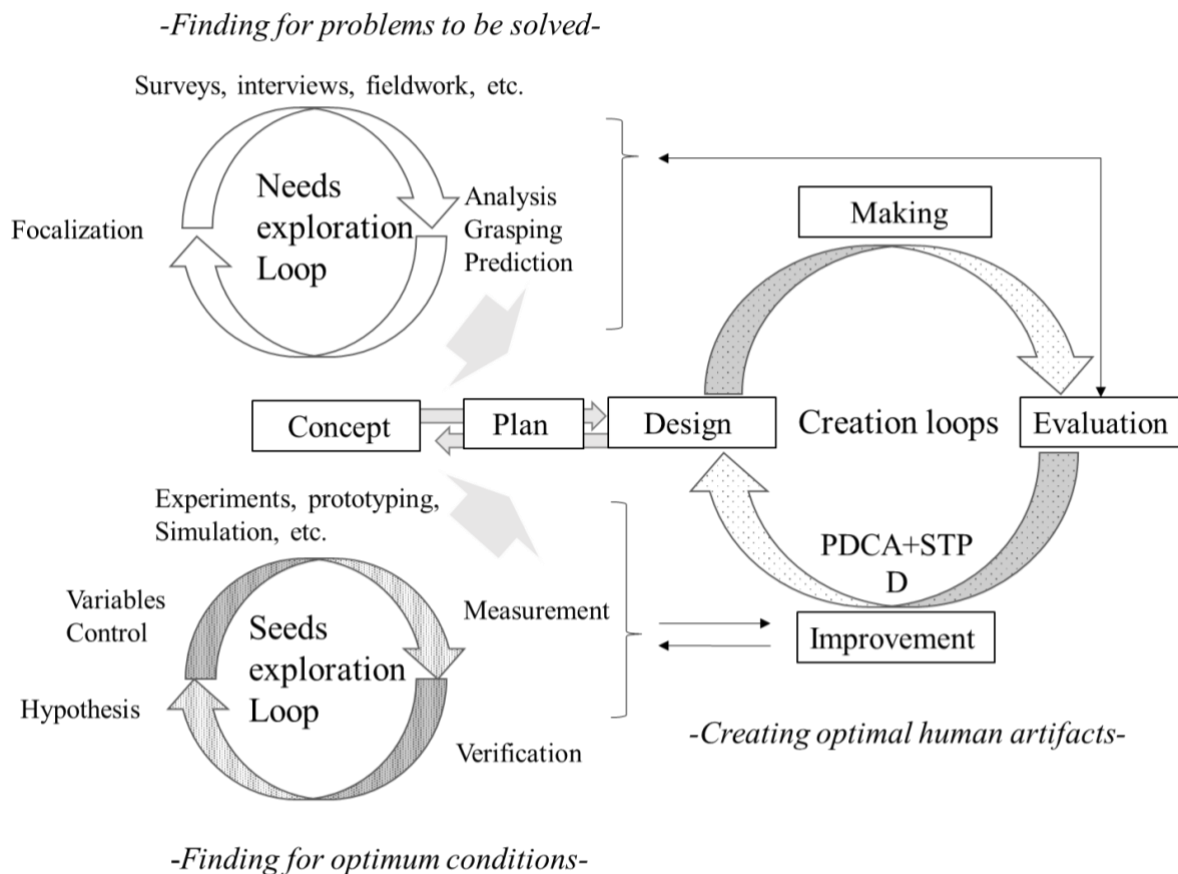 -Finding for problems to be solved-
Surveys, interviews, fieldwork, etc.
Needs
exploration
Loop
Focalization
Analysis
Grasping
Prediction
Making
Concept
Plan
Design
Creation loops
Evaluation
Experiments, prototyping,
Simulation, etc.
PDCA+STP
D
Improvement
Variables
Control
Seeds
exploration
Loop
Measurement
Hypothesis
Verification
-Creating optimal human artifacts-
-Finding for optimum conditions-